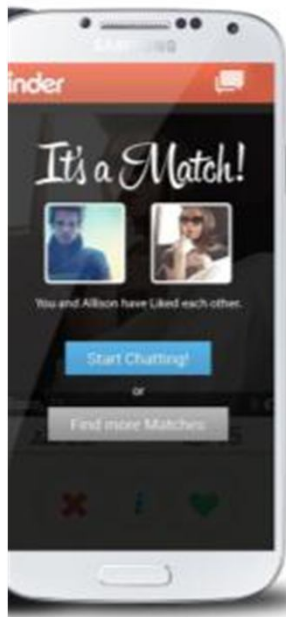 SAMSUNG
inder
It's a Match!
You and Allison have Liked each other.
Start Chatting!
or
Find more Matches
i